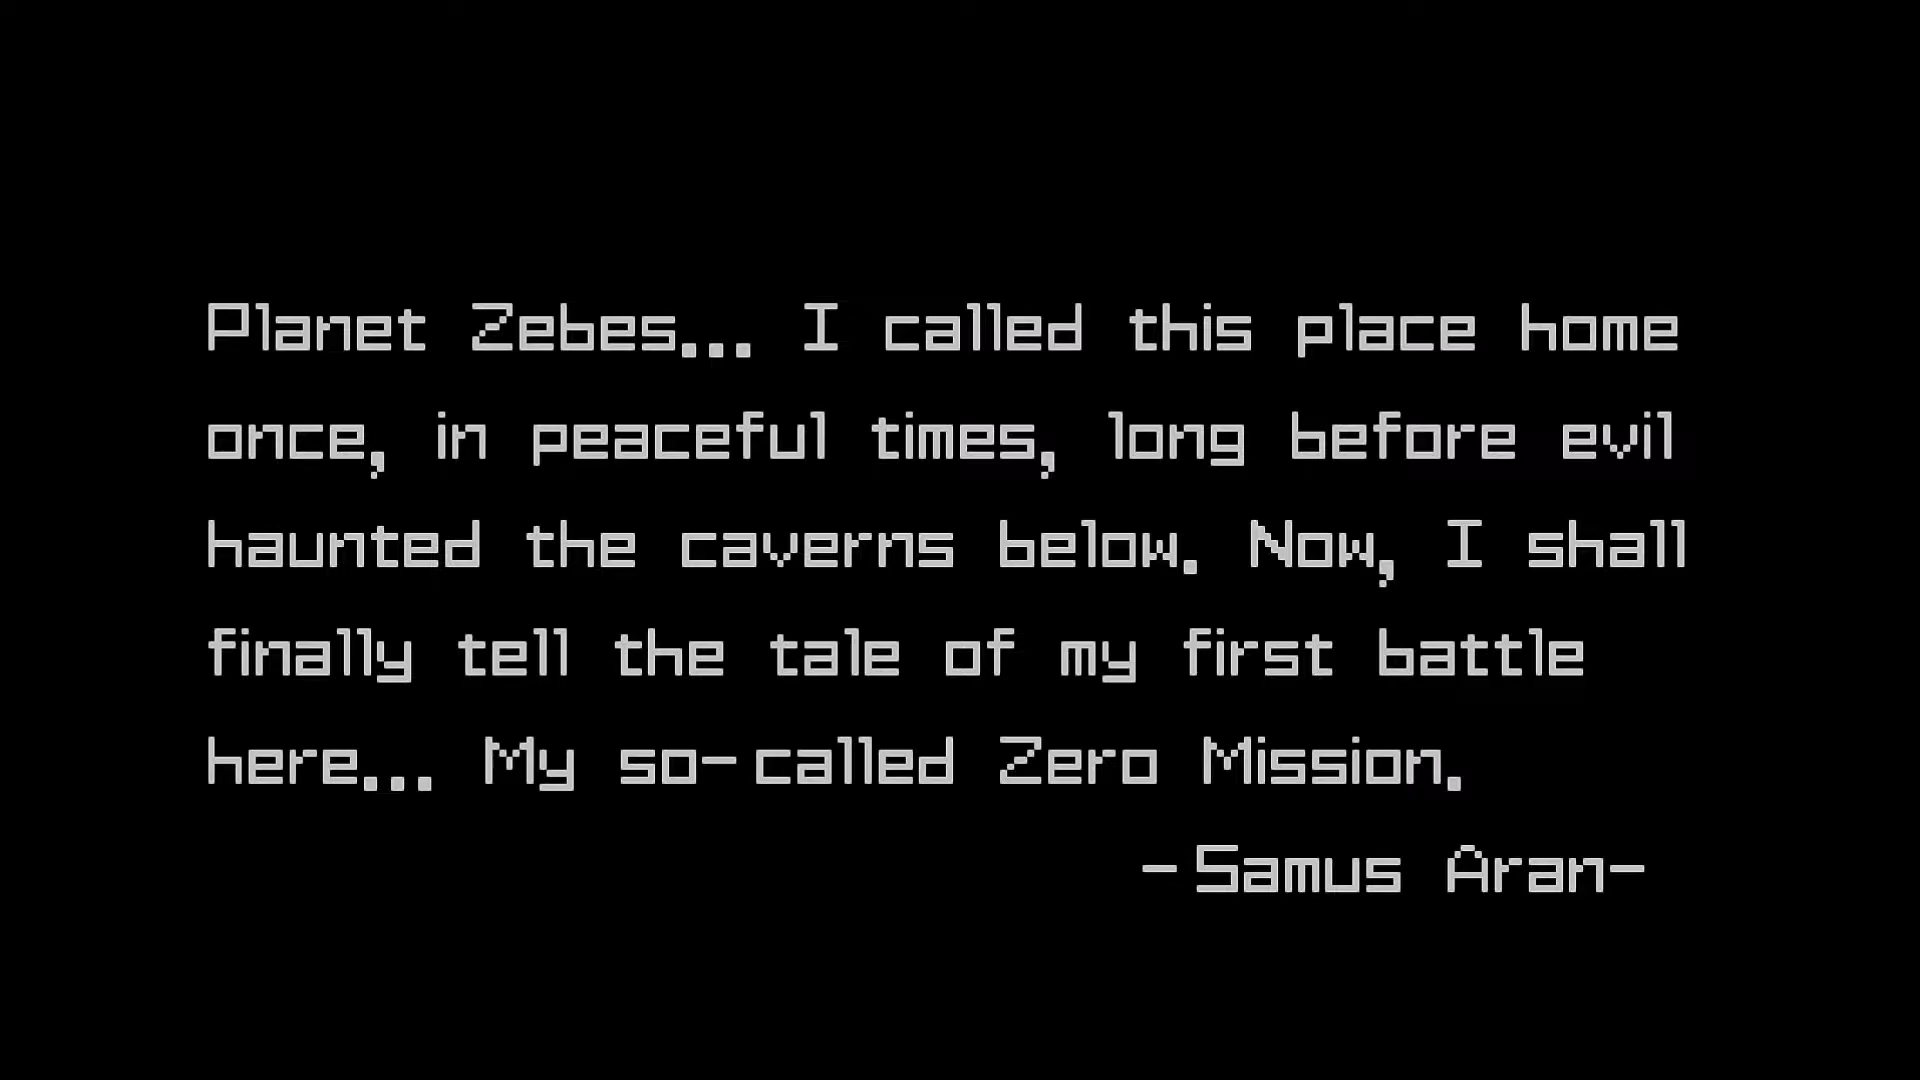 Planet Zebes... I called this place home
once, in peaceful times, long before evil
haunted the caverns below. Now, I shall
finally tell the tale of my first battle
here... My so-called Zero Mission.
-Samus Aran-